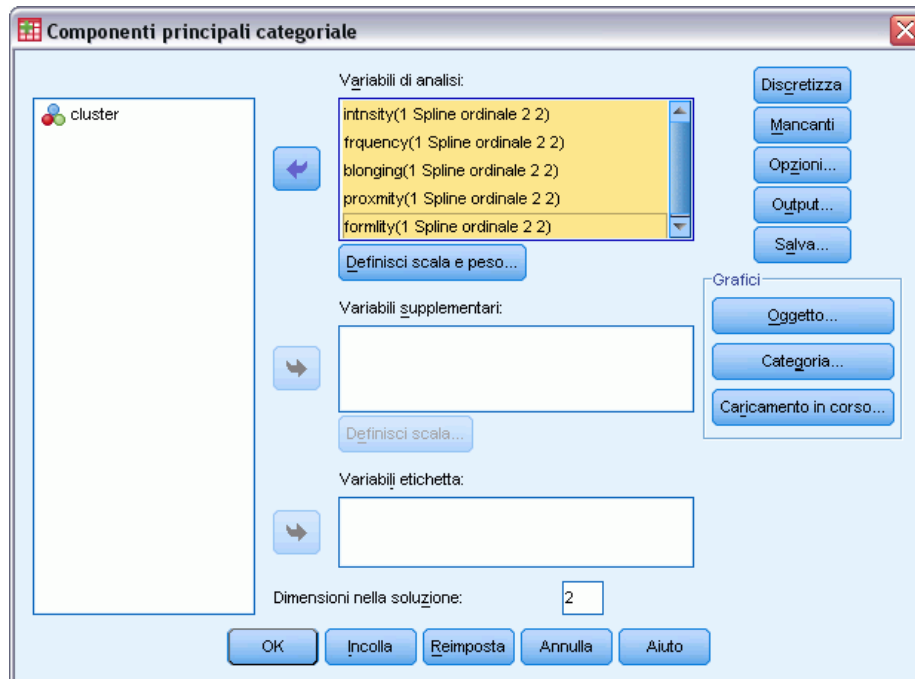 Componenti principali categoriale
cluster
Variabili di analisi:
intnsity(1 Spline ordinale 2 2)
frquency(1 Spline ordinale 2 2)
blonging(1 Spline ordinale 2 2)
proxmity(1 Spline ordinale 2 2)
formlity(1 Spline ordinale 2 2)
Definisci scala e peso...
Variabili supplementari:
Definisci scala...
Variabili etichetta:
Dimensioni nella soluzione:
2
Discretizza
Mancanti
Opzioni...
Output...
Salva...
Grafici
Oggetto...
Categoria...
Caricamento in corso...
OK
Incolla
Reimposta
Annulla
Aiuto